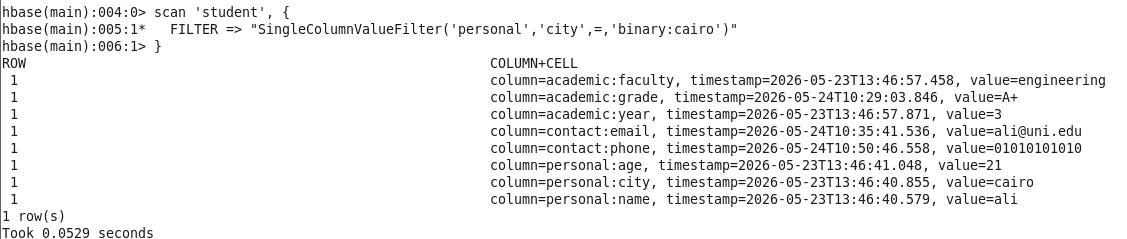 hbase(main):004:0> scan 'student', {
hbase(main):005:1*   FILTER => "SingleColumnValueFilter('personal','city',=,'binary:cairo')"
hbase(main):006:1> }
ROW                                                          COLUMN+CELL
 1                                                           column=academic:faculty, timestamp=2026-05-23T13:46:57.458, value=engineering
 1                                                           column=academic:grade, timestamp=2026-05-24T10:29:03.846, value=A+
 1                                                           column=academic:year, timestamp=2026-05-23T13:46:57.871, value=3
 1                                                           column=contact:email, timestamp=2026-05-24T10:35:41.536, value=ali@uni.edu
 1                                                           column=contact:phone, timestamp=2026-05-24T10:50:46.558, value=01010101010
 1                                                           column=personal:age, timestamp=2026-05-23T13:46:41.048, value=21
 1                                                           column=personal:city, timestamp=2026-05-23T13:46:40.855, value=cairo
 1                                                           column=personal:name, timestamp=2026-05-23T13:46:40.579, value=ali
1 row(s)
Took 0.0529 seconds